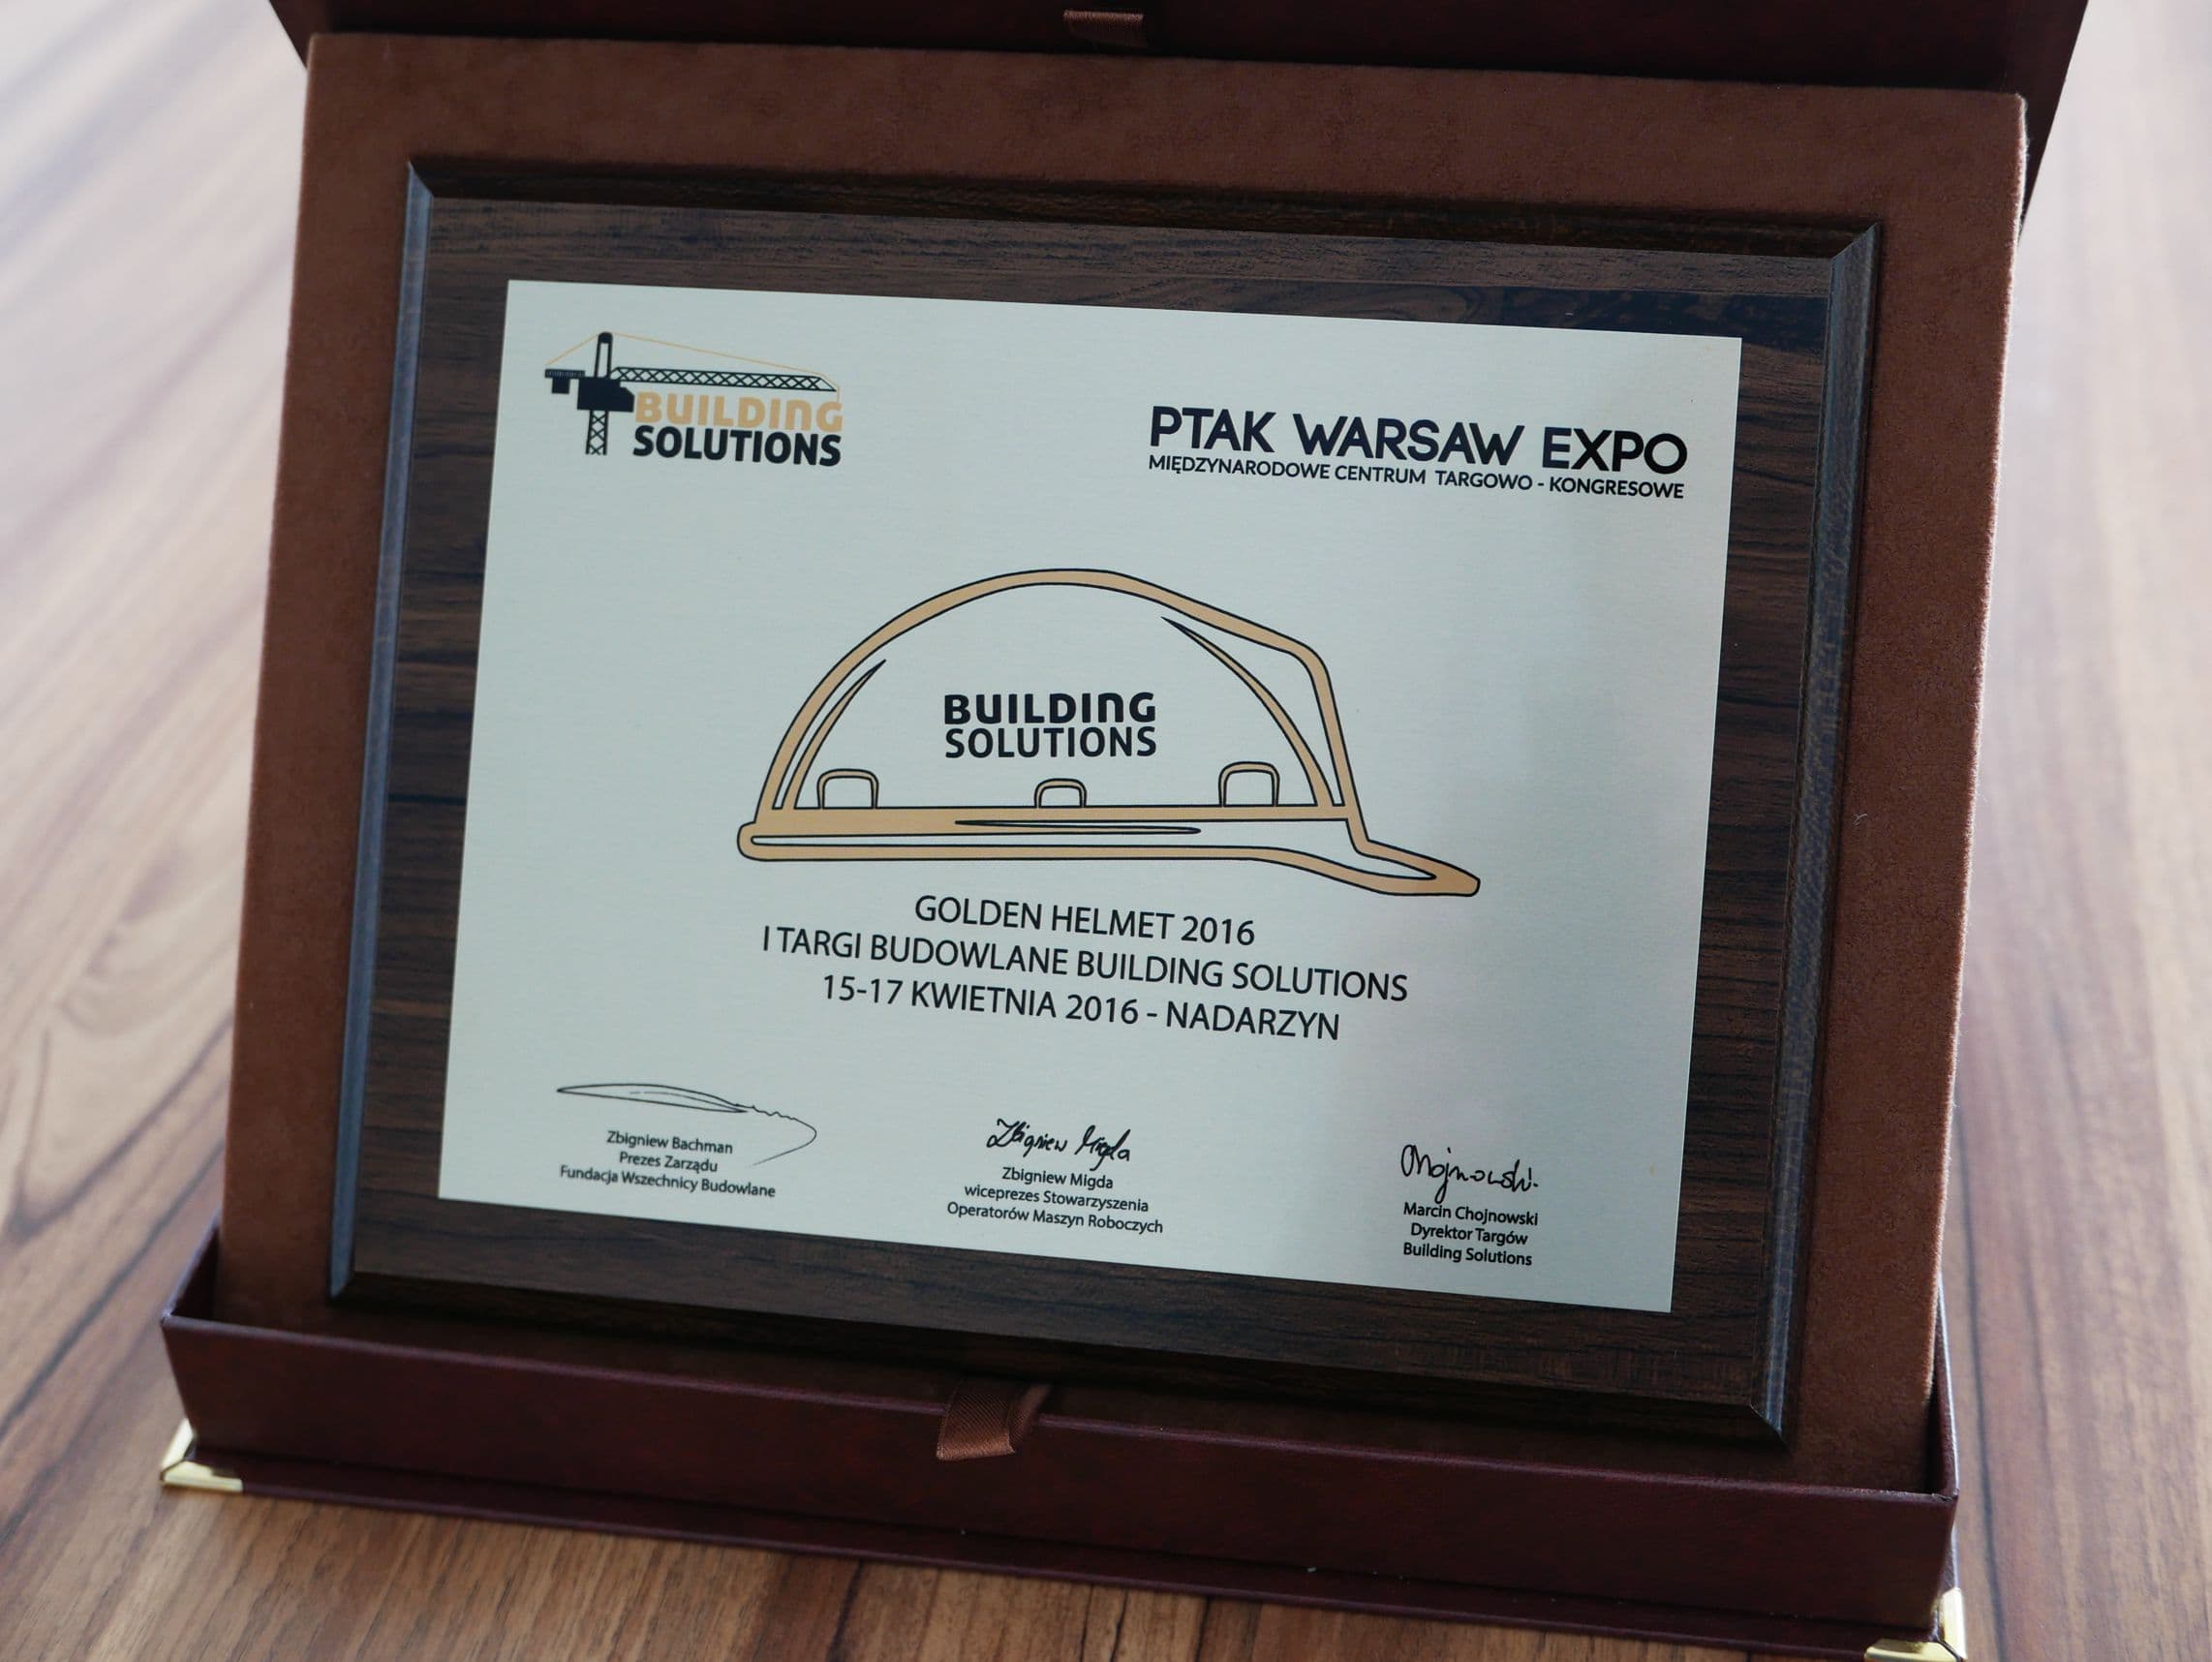 BUILDING
SOLUTIONS
PTAK WARSAW EXPO
MIĘDZYNARODOWE CENTRUM TARGOWO - KONGRESOWE
BUILDING
SOLUTIONS
GOLDEN HELMET 2016
I TARGI BUDOWLANE BUILDING SOLUTIONS
15-17 KWIETNIA 2016 - NADARZYN
Zbigniew Bachman
Prezes Zarządu
Fundacja Wszechnicy Budowlane
Zbigniew Migda
Zbigniew Migda
wiceprezes Stowarzyszenia
Operatorów Maszyn Roboczych
Chojnowski
Marcin Chojnowski
Dyrektor Targów
Building Solutions